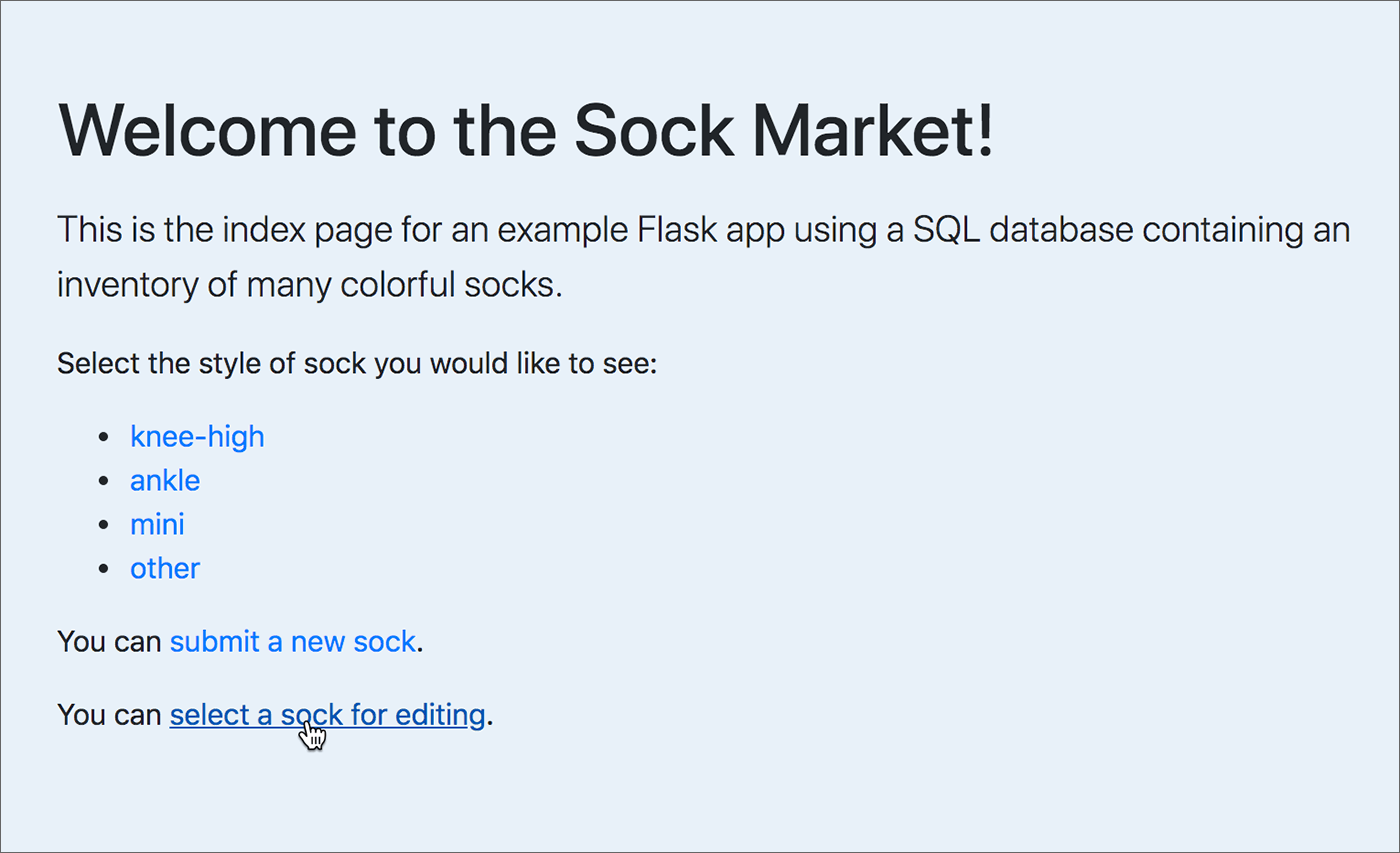 Welcome to the Sock Market!
This is the index page for an example Flask app using a SQL database containing an
inventory of many colorful socks.
Select the style of sock you would like to see:
knee-high
ankle
mini
other
You can submit a new sock.
You can select a sock for editing.